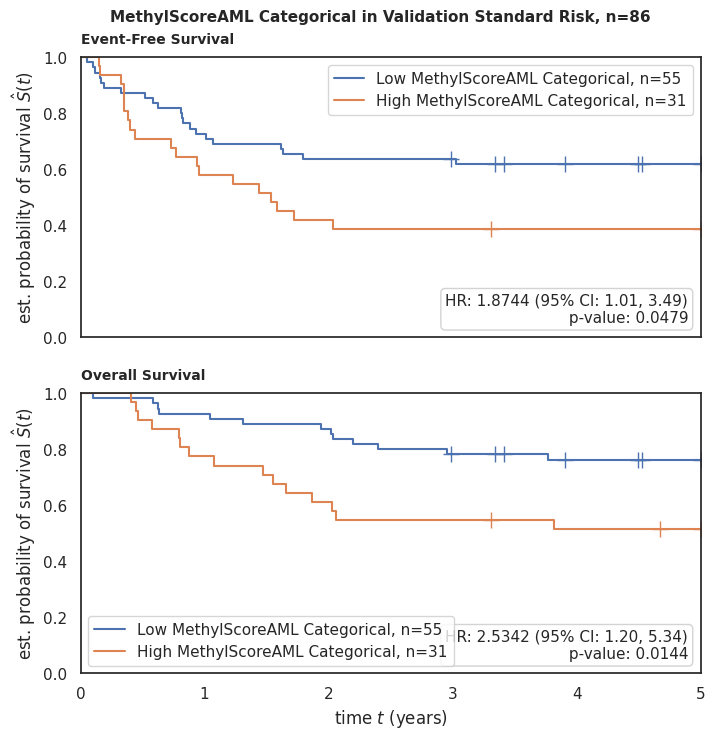 MethylScoreAML Categorical in Validation Standard Risk, n=86
Event-Free Survival
1.0
0.8
0.6
0.4
0.2
0.0
est. probability of survival Ŝ(t)
Low MethylScoreAML Categorical, n=55
High MethylScoreAML Categorical, n=31
HR: 1.8744 (95% CI: 1.01, 3.49)
p-value: 0.0479
Overall Survival
1.0
0.8
0.6
0.4
0.2
0.0
est. probability of survival Ŝ(t)
Low MethylScoreAML Categorical, n=55
High MethylScoreAML Categorical, n=31
HR: 2.5342 (95% CI: 1.20, 5.34)
p-value: 0.0144
0 1 2 3 4 5
time t (years)